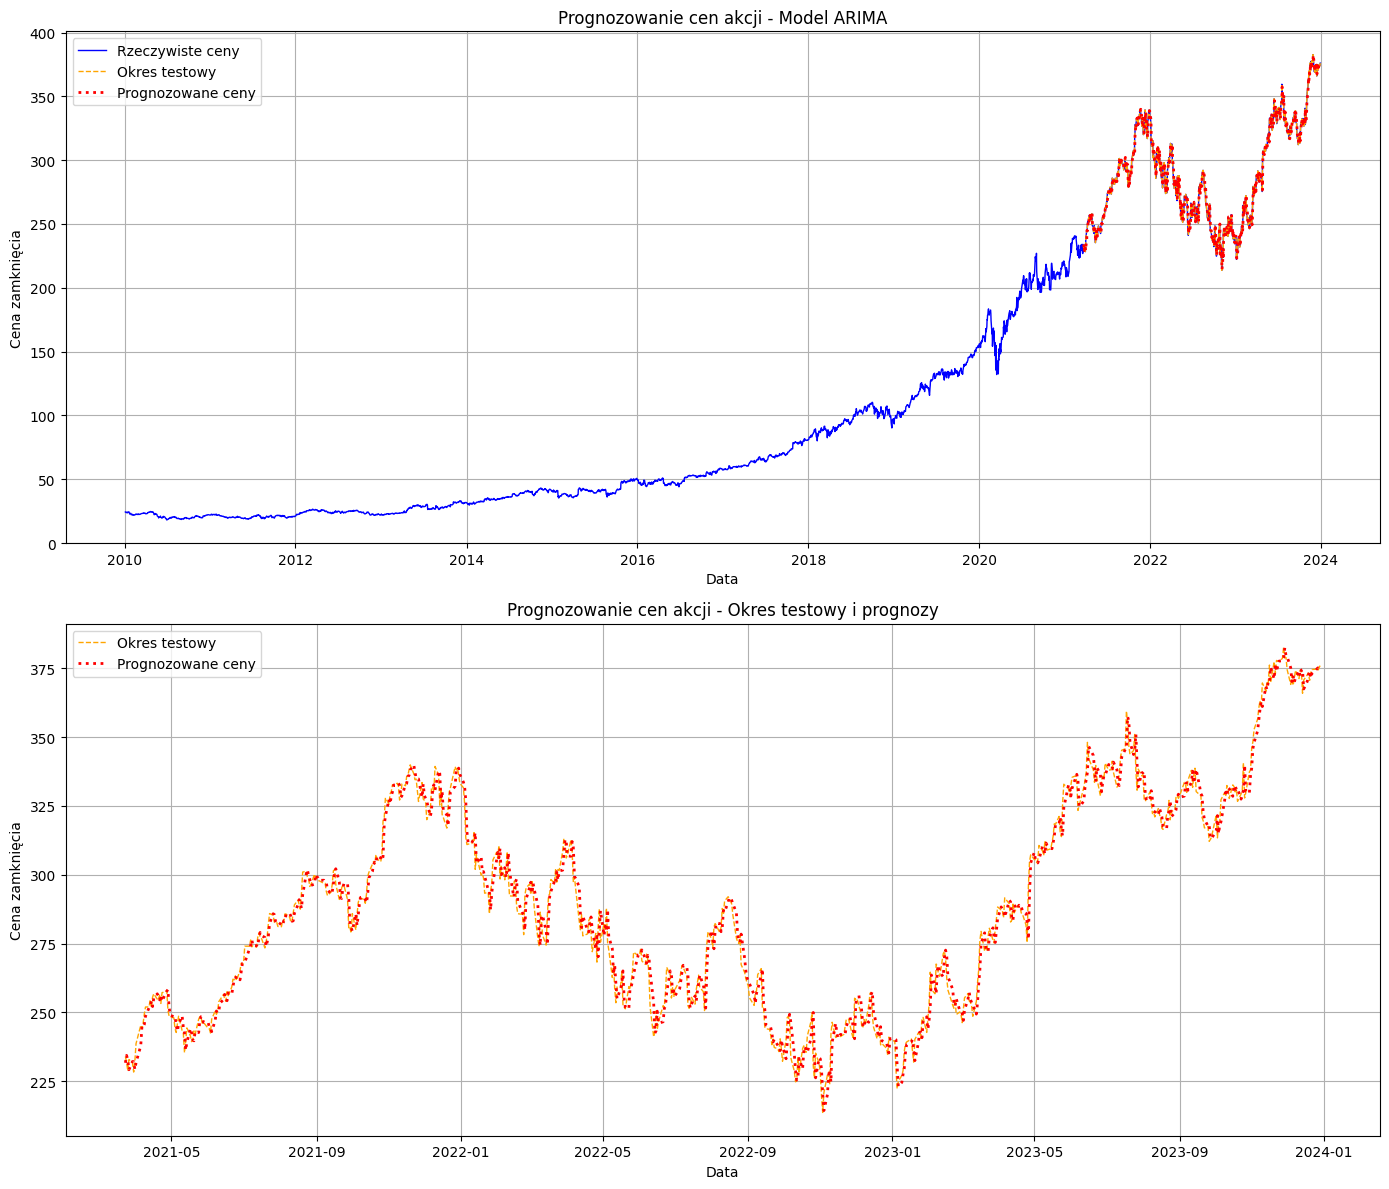 Prognozowanie cen akcji - Model ARIMA
Rzeczywiste ceny
Okres testowy
Prognozowane ceny
Cena zamknięcia
400
350
300
250
200
150
100
50
0
2010 2012 2014 2016 2018 2020 2022 2024
Data
Prognozowanie cen akcji - Okres testowy i prognozy
Okres testowy
Prognozowane ceny
Cena zamknięcia
375
350
325
300
275
250
225
2021-05 2021-09 2022-01 2022-05 2022-09 2023-01 2023-05 2023-09 2024-01
Data